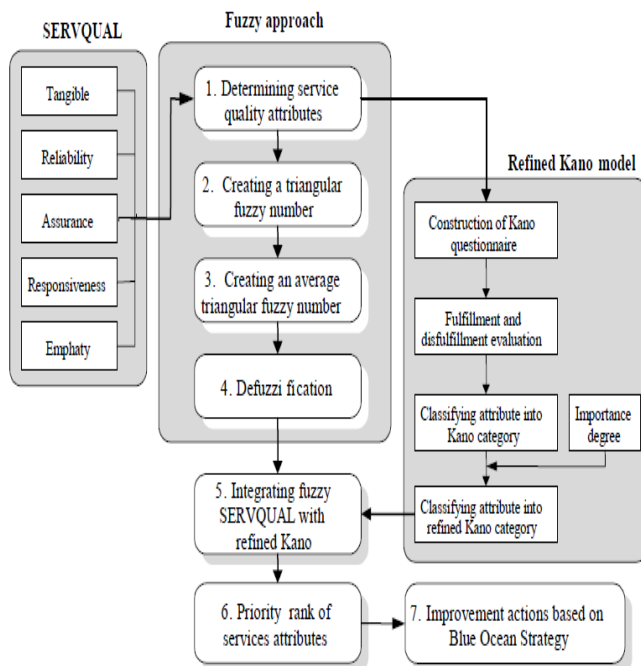 SERVQUAL
Tangible
Reliability
Assurance
Responsiveness
Emphaty
Fuzzy approach
1. Determining service
quality attributes
2. Creating a triangular
fuzzy number
3. Creating an average
triangular fuzzy number
4. Defuzzi fication
Refined Kano model
Construction of Kano
questionnaire
Fulfillment and
disfulfillment evaluation
Classifying attribute into
Kano category
Importance
degree
Classifying attribute into
refined Kano category
5. Integrating fuzzy
SERVQUAL with
refined Kano
6. Priority rank of
services attributes
7. Improvement actions based on
Blue Ocean Strategy